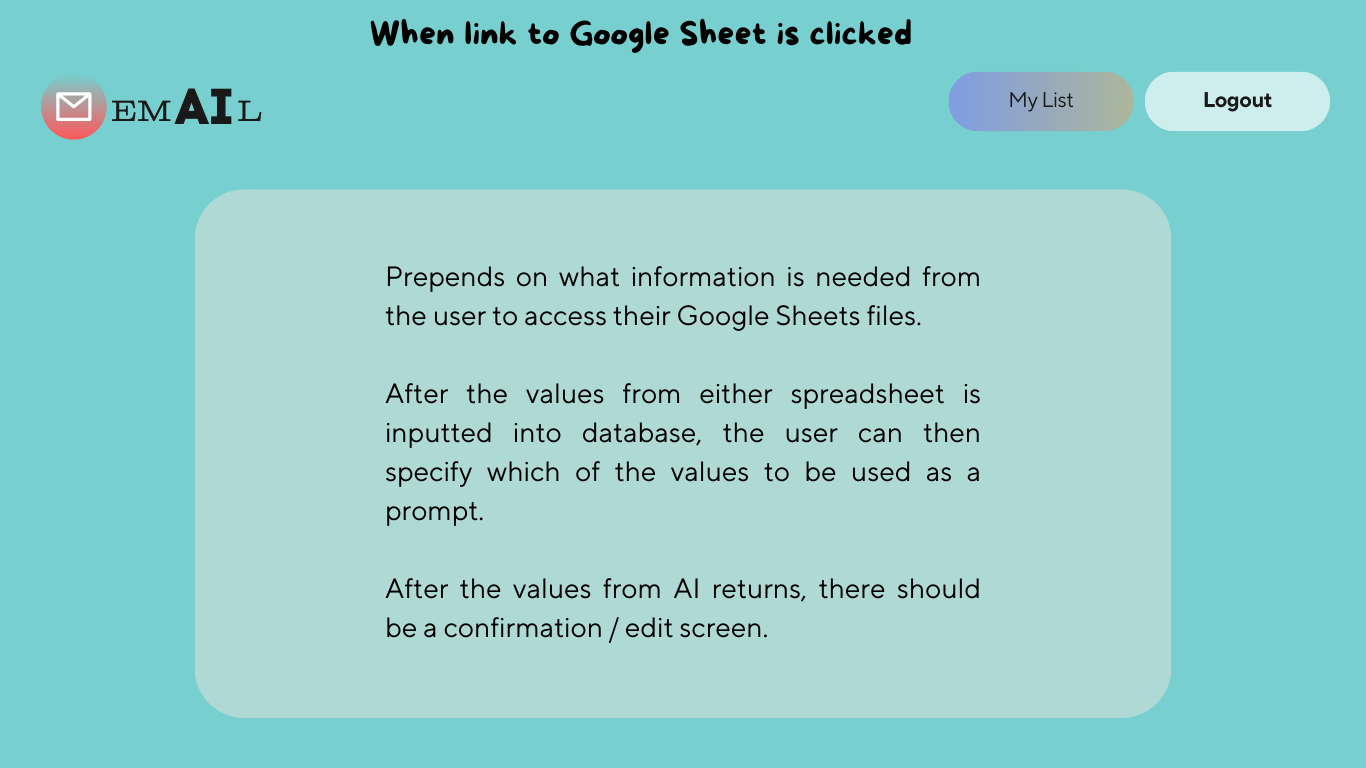 When link to Google Sheet is clicked
EMAIL
My List
Logout
Prepends on what information is needed from
the user to access their Google Sheets files.
After the values from either spreadsheet is
inputted into database, the user can then
specify which of the values to be used as a
prompt.
After the values from AI returns, there should
be a confirmation / edit screen.